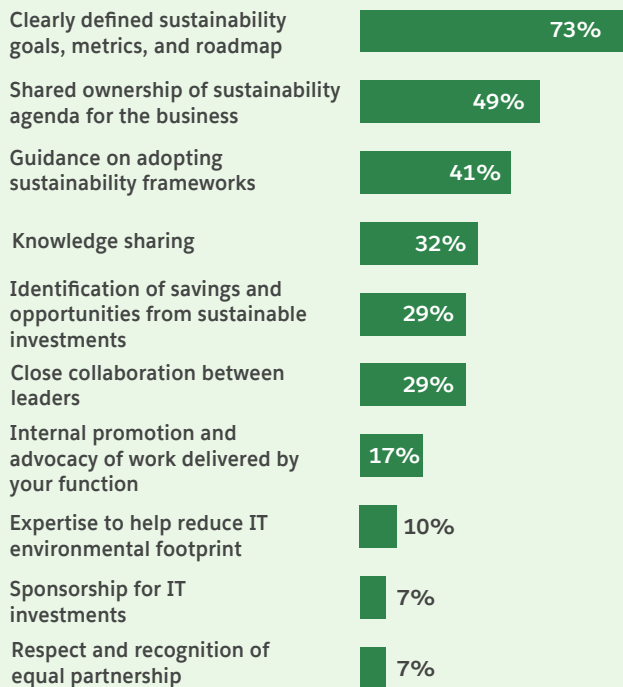 Clearly defined sustainability
goals, metrics, and roadmap
73%
Shared ownership of sustainability
agenda for the business
49%
Guidance on adopting
sustainability frameworks
41%
Knowledge sharing
32%
Identification of savings and
opportunities from sustainable
investments
29%
Close collaboration between
leaders
29%
Internal promotion and
advocacy of work delivered by
your function
17%
Expertise to help reduce IT
environmental footprint
10%
Sponsorship for IT
investments
7%
Respect and recognition of
equal partnership
7%